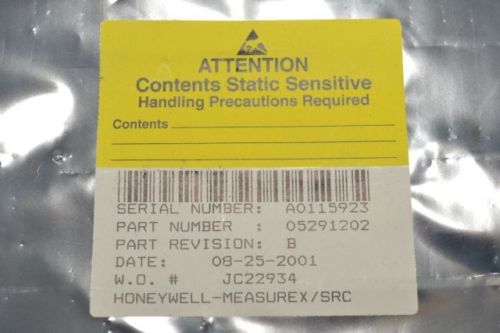 ATTENTION
Contents Static Sensitive
Handling Precautions Required
Contents
SERIAL NUMBER: A0115923
PART NUMBER : 05291202
PART REVISION: B
DATE: 08-25-2001
W.O. # JC22934
HONEYWELL-MEASUREX/SRC